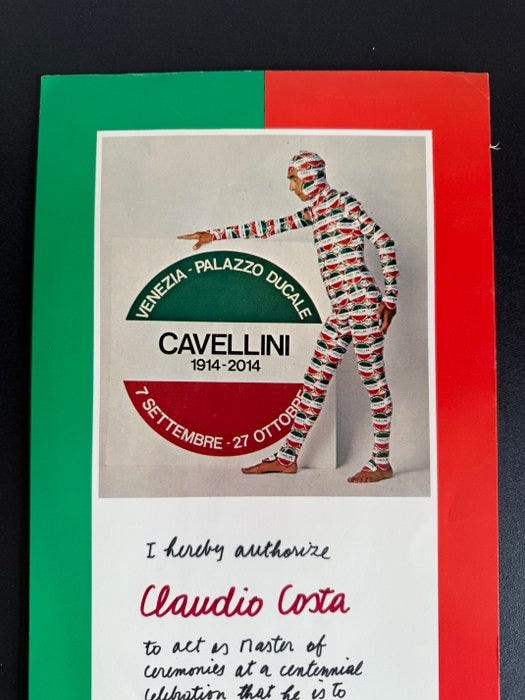 VENEZIA - PALAZZO DUCALE
CAVELLINI
1914-2014
7 SETTEMBRE - 27 OTTOBRE
I hereby authorize
Claudio Costa
to act as Master of
ceremonies at a centennial
celebration that he is to